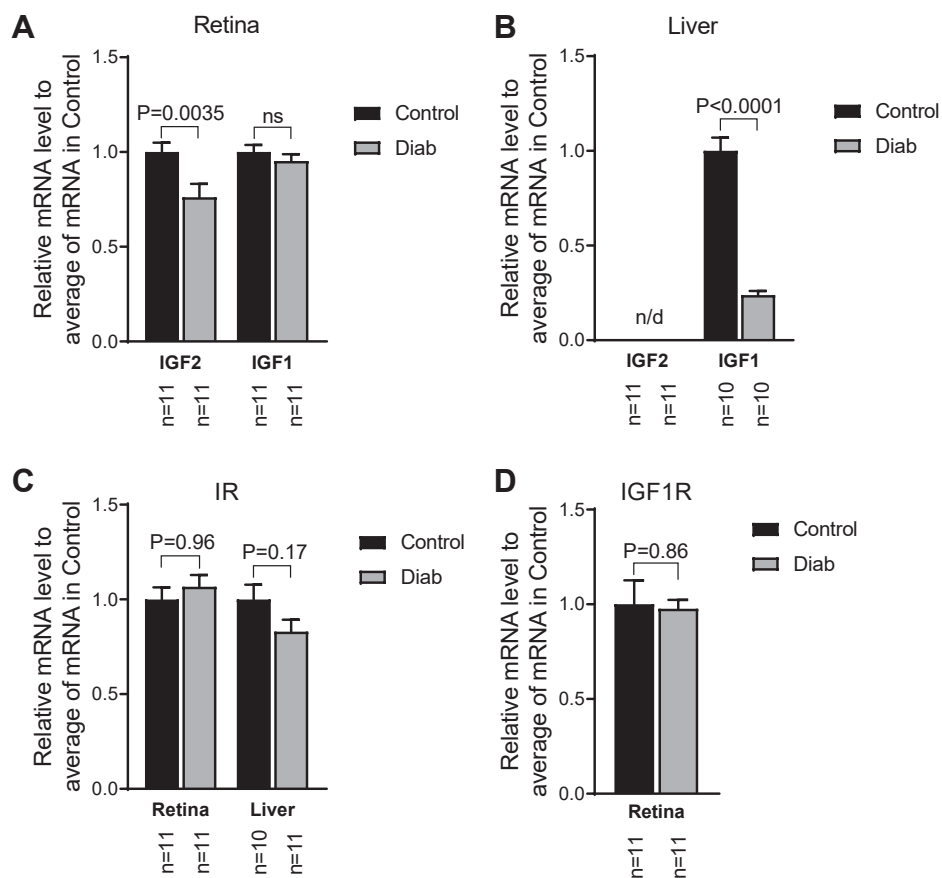 A
Retina
Relative mRNA level to
average of mRNA in Control
1.5
1.0
0.5
0.0
P=0.0035
ns
Control
Diab
IGF2
IGF1
n=11
n=11
n=11
n=11
B
Liver
Relative mRNA level to
average of mRNA in Control
1.5
1.0
0.5
0.0
P<0.0001
n/d
Control
Diab
IGF2
IGF1
n=11
n=11
n=10
n=10
C
IR
Relative mRNA level to
average of mRNA in Control
1.5
1.0
0.5
0.0
P=0.96
P=0.17
Control
Diab
Retina
Liver
n=11
n=11
n=10
n=11
D
IGF1R
Relative mRNA level to
average of mRNA in Control
1.5
1.0
0.5
0.0
P=0.86
Control
Diab
Retina
n=11
n=11